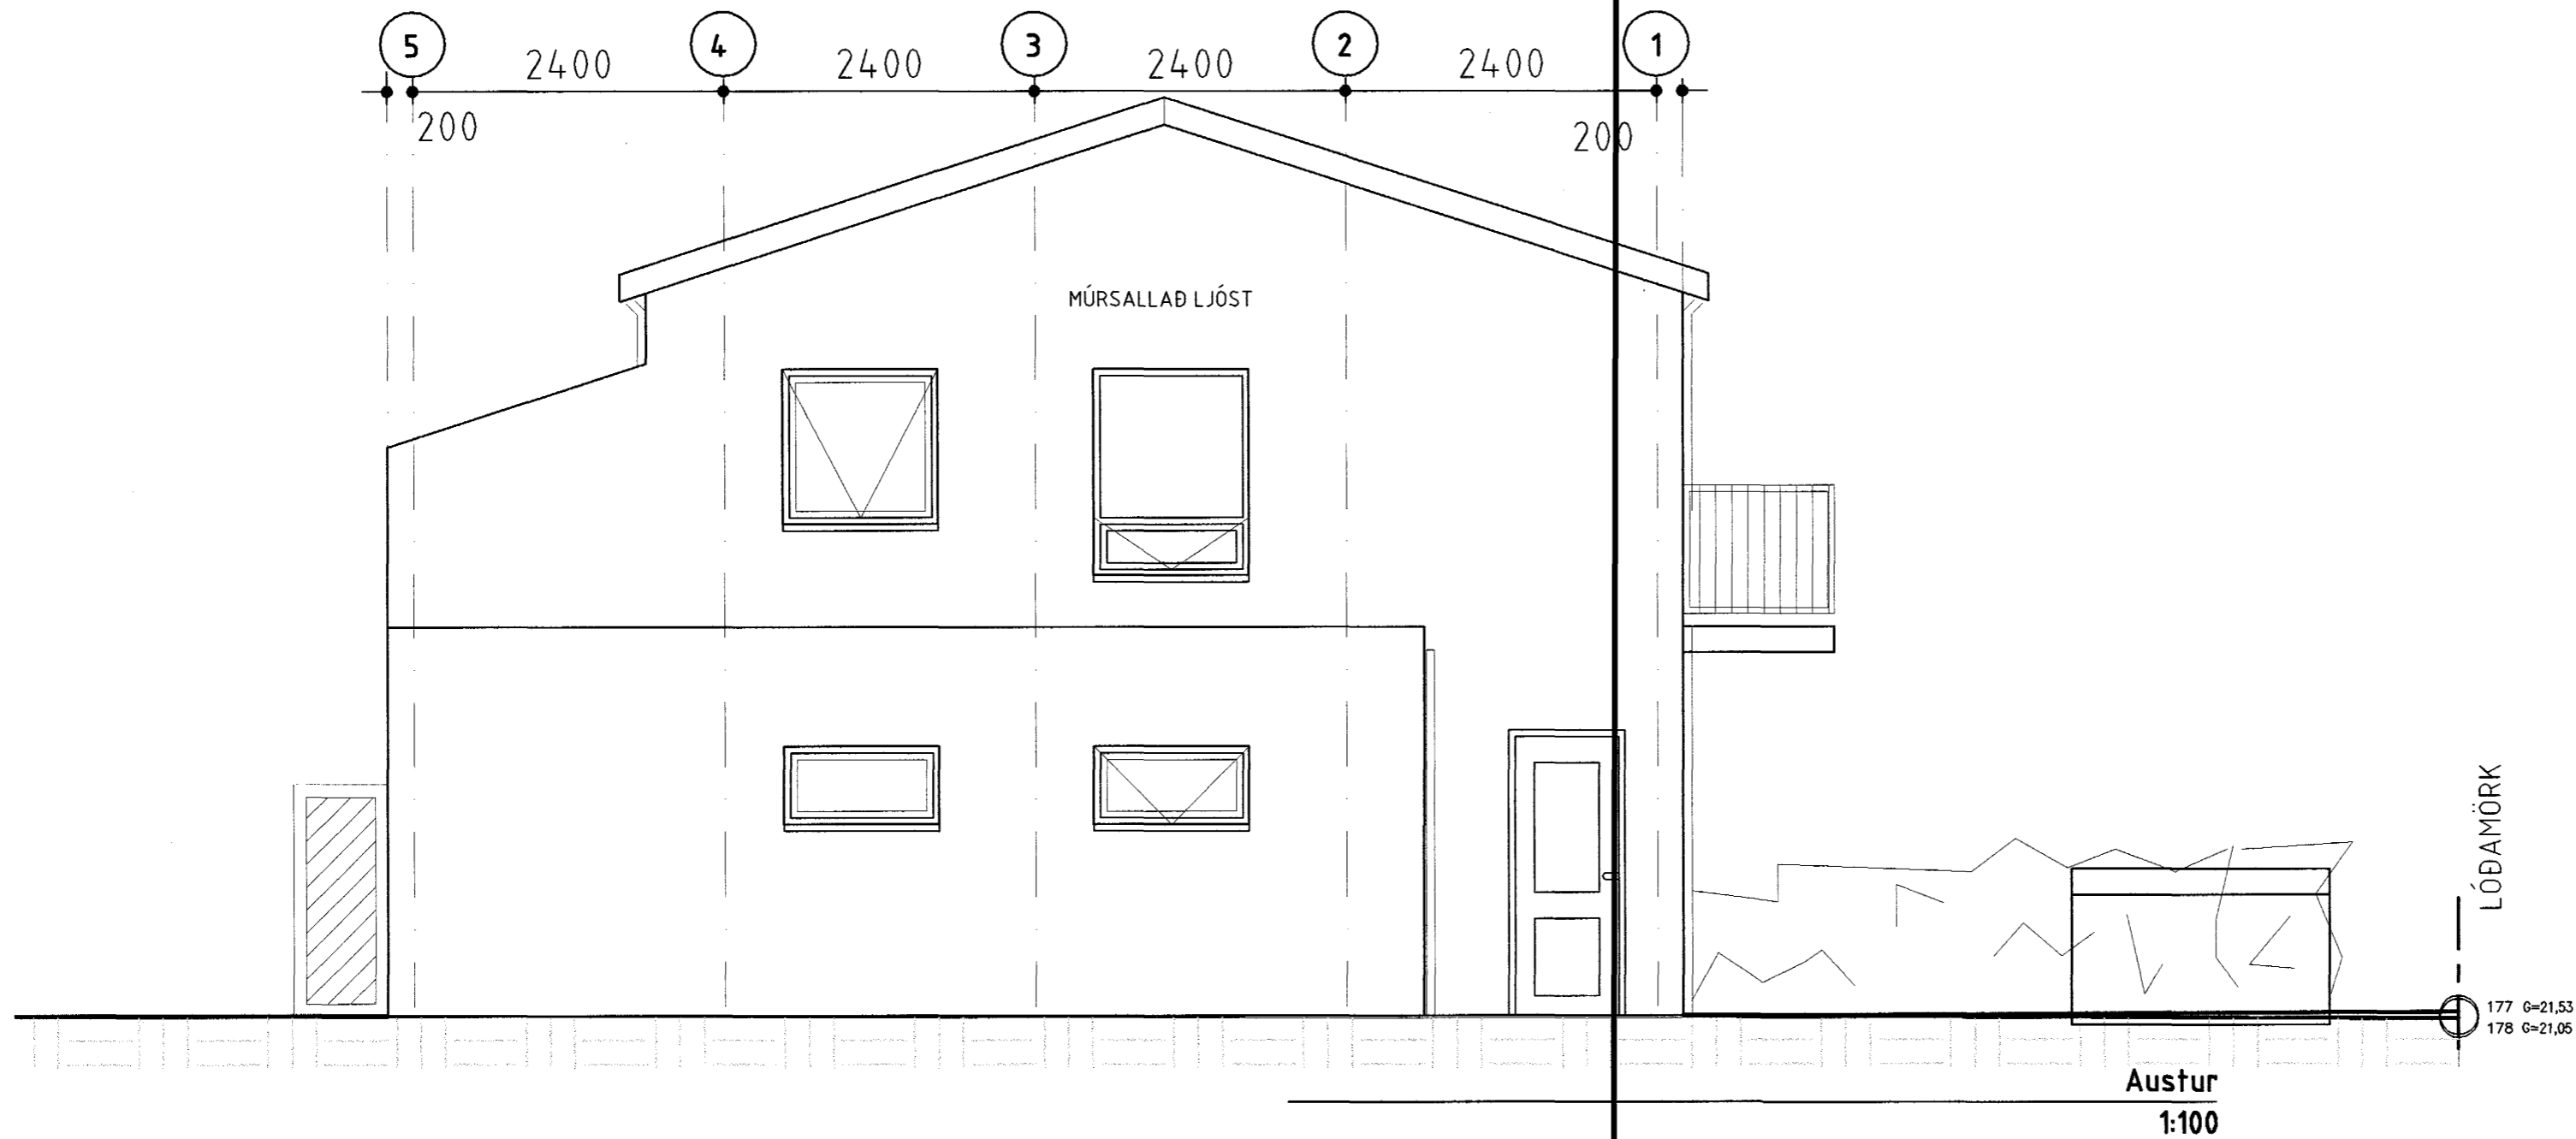 5 4 3 2 1
2400 2400 2400 2400
200 200
MÚRSALLAÐ LJÓST
LÓÐAMÖRK
177 G=21,53
178 G=21,05
Austur
1:100